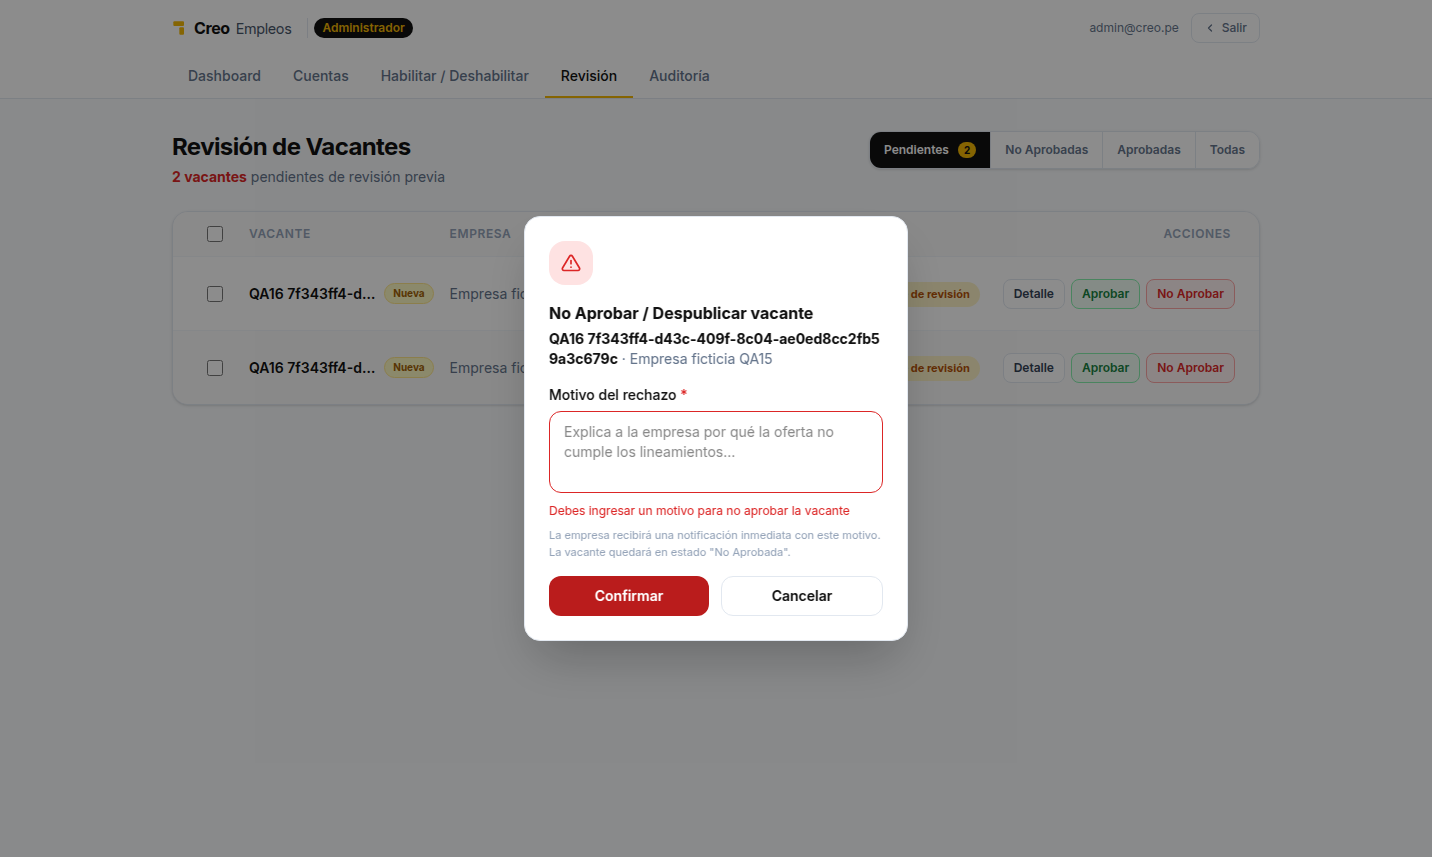 Creo Empleos Administrador admin@creo.pe Salir
Dashboard Cuentas Habilitar / Deshabilitar Revisión Auditoría
Revisión de Vacantes
2 vacantes pendientes de revisión previa
Pendientes 2 No Aprobadas Aprobadas Todas
VACANTE EMPRESA ACCIONES
QA16 7f343ff4-d... Nueva Empresa fic de revisión Detalle Aprobar No Aprobar
QA16 7f343ff4-d... Nueva Empresa fic de revisión Detalle Aprobar No Aprobar
No Aprobar / Despublicar vacante
QA16 7f343ff4-d43c-409f-8c04-ae0ed8cc2fb5
9a3c679c · Empresa ficticia QA15
Motivo del rechazo *
Explica a la empresa por qué la oferta no
cumple los lineamientos...
Debes ingresar un motivo para no aprobar la vacante
La empresa recibirá una notificación inmediata con este motivo.
La vacante quedará en estado "No Aprobada".
Confirmar Cancelar